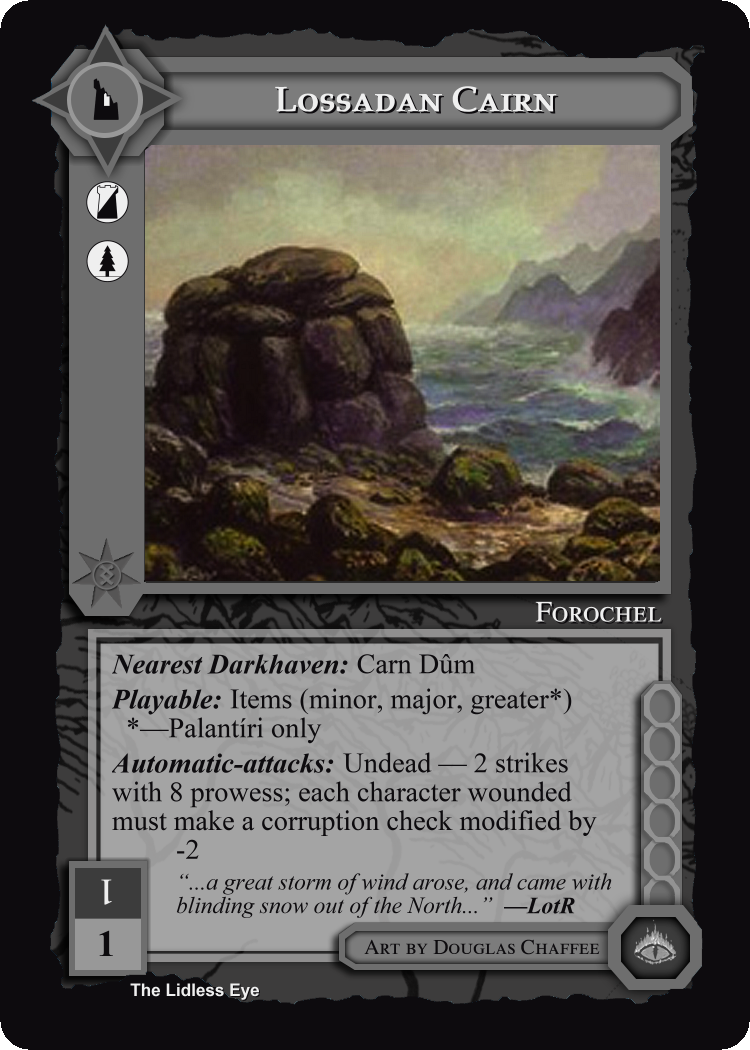 Lossadan Cairn
Forochel
Nearest Darkhaven: Carn Dûm
Playable: Items (minor, major, greater*)
*—Palantíri only
Automatic-attacks: Undead — 2 strikes
with 8 prowess; each character wounded
must make a corruption check modified by
-2
"...a great storm of wind arose, and came with
blinding snow out of the North..." —LotR
1
1
Art by Douglas Chaffee
The Lidless Eye